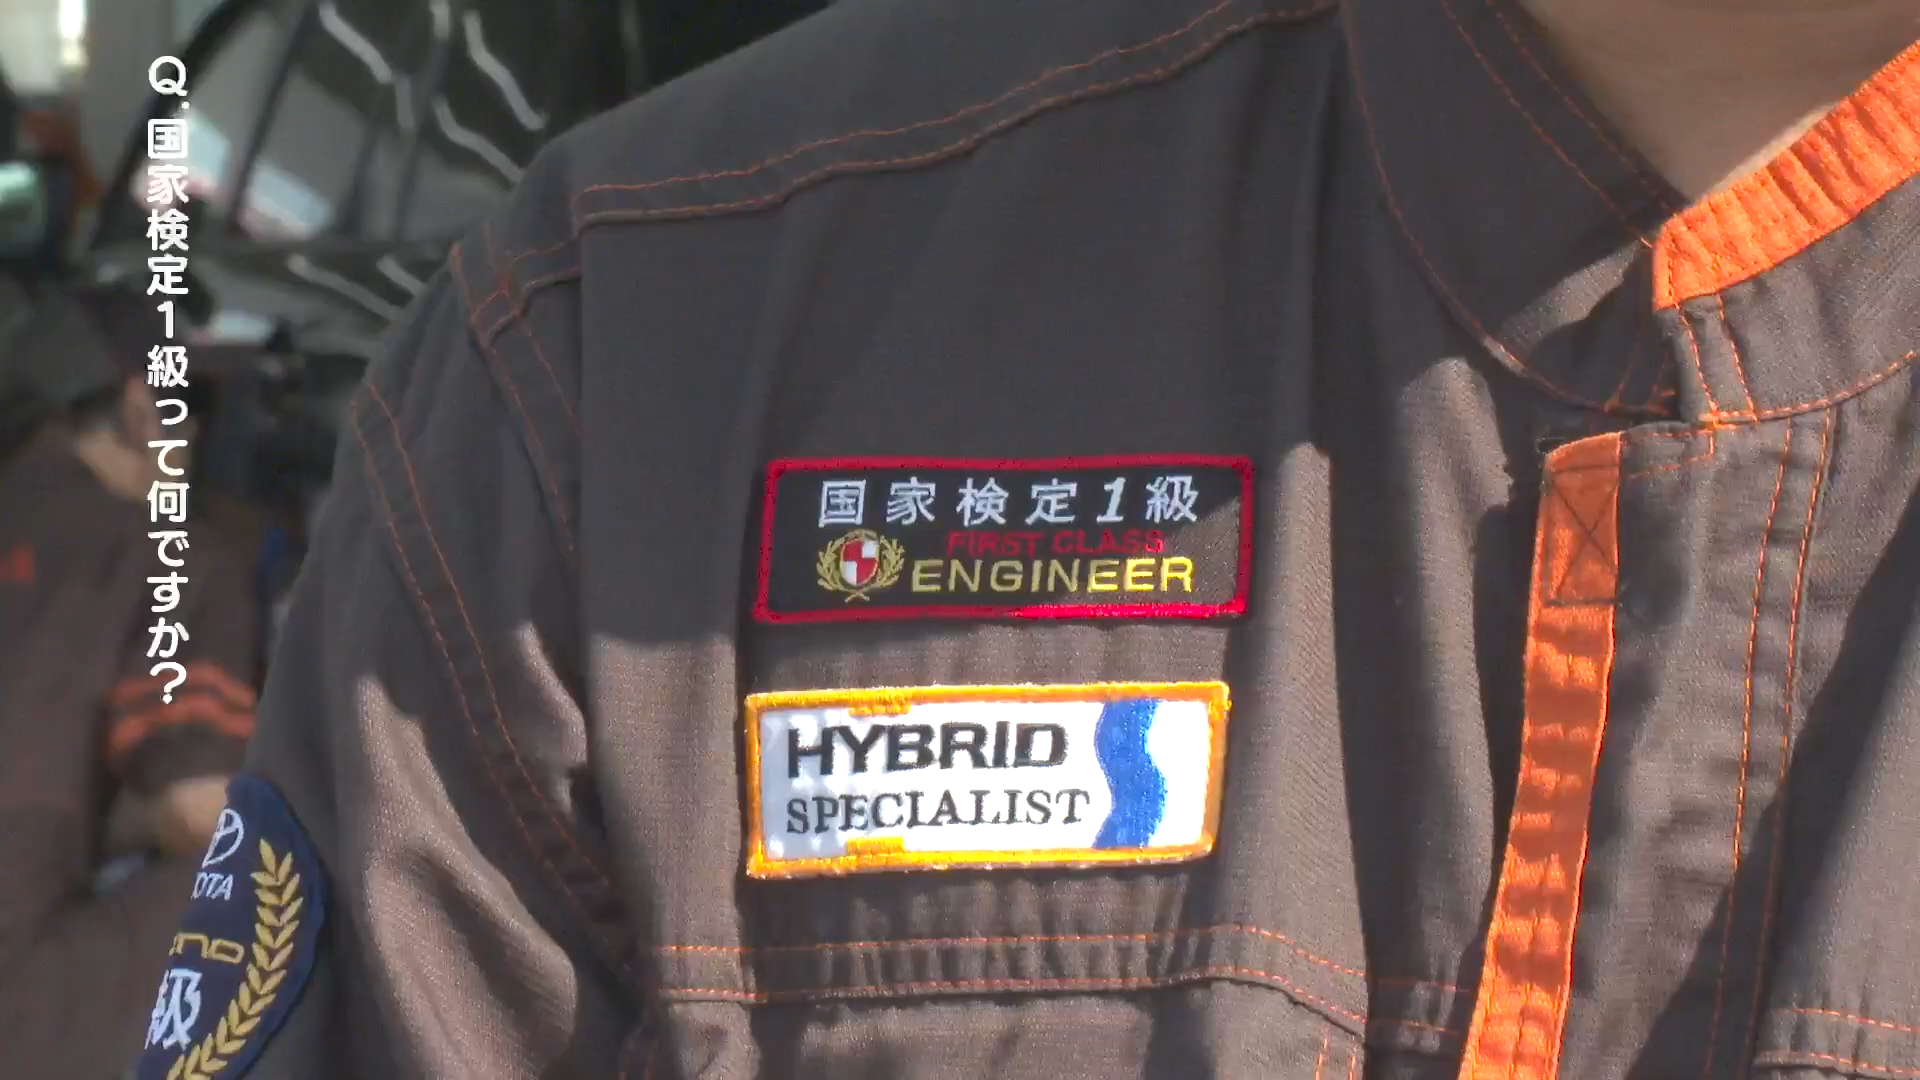 Q.国家検定1級って何ですか?
国家検定1級
FIRST CLASS
ENGINEER
HYBRID
SPECIALIST
級